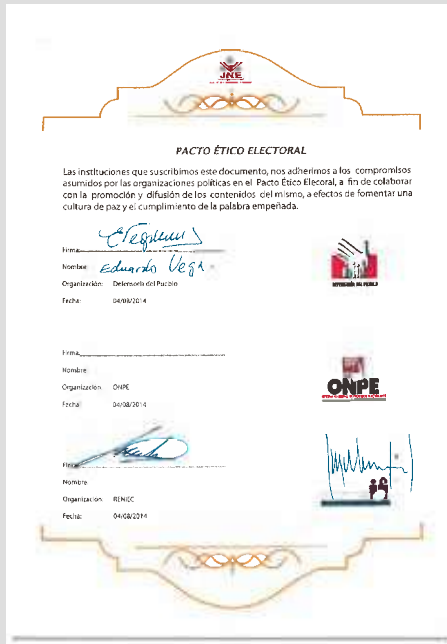 JNE
PACTO ÉTICO ELECTORAL
Las instituciones que suscribimos este documento, nos adherimos a los compromisos
asumidos por las organizaciones políticas en el Pacto Ético Elecoral, a fin de colaborar
con la promoción y difusión de los contenidos del mismo, a efectos de fomentar una
cultura de paz y el cumplimiento de la palabra empeñada.
Firma:
Nombre: Eduardo Vega
Organización: Defensoría del Pueblo
Fecha: 04/08/2014
DEFENSORÍA DEL PUEBLO
Firma:
Nombre
Organización ONPE
Fecha: 04/08/2014
ONPE
Firma:
Nombre
Organización RENIEC
Fecha: 04/08/2014